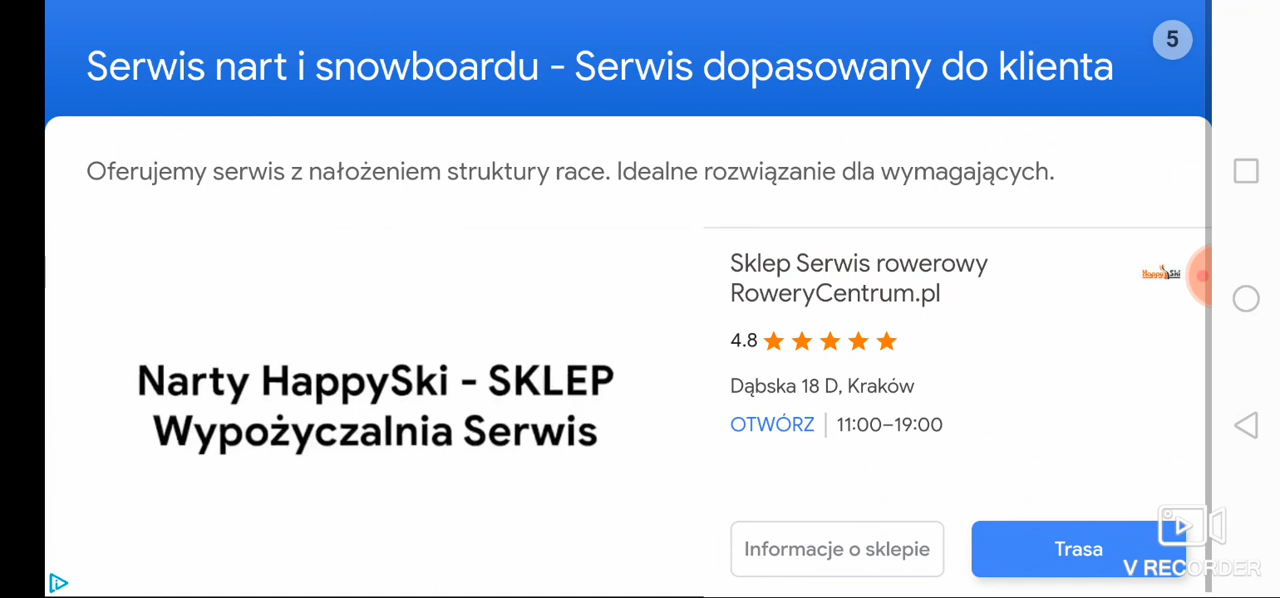 Serwis nart i snowboardu - Serwis dopasowany do klienta
5
Oferujemy serwis z nałożeniem struktury race. Idealne rozwiązanie dla wymagających.
Narty HappySki - SKLEP
Wypożyczalnia Serwis
Sklep Serwis rowerowy
RoweryCentrum.pl
HappySki
4.8
Dąbska 18 D, Kraków
OTWÓRZ 11:00–19:00
Informacje o sklepie
Trasa
V RECORDER